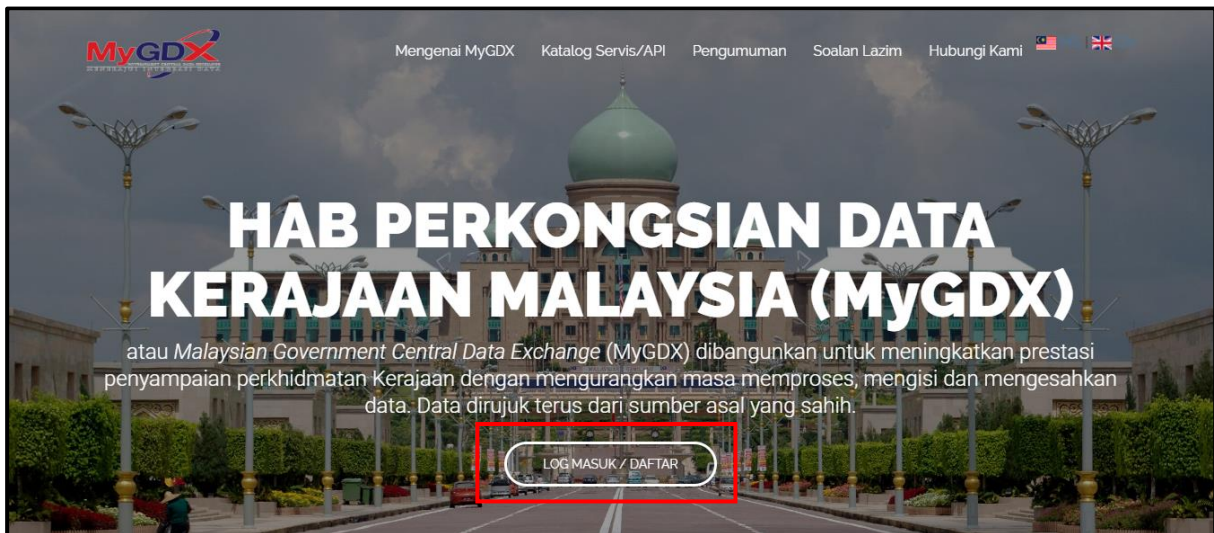 MyGDX
Mengenai MyGDX Katalog Servis/API Pengumuman Soalan Lazim Hubungi Kami
HAB PERKONGSIAN DATA
KERAJAAN MALAYSIA (MyGDX)
atau Malaysian Government Central Data Exchange (MyGDX) dibangunkan untuk meningkatkan prestasi
penyampaian perkhidmatan Kerajaan dengan mengurangkan masa memproses, mengisi dan mengesahkan
data. Data dirujuk terus dari sumber asal yang sahih.
LOG MASUK / DAFTAR